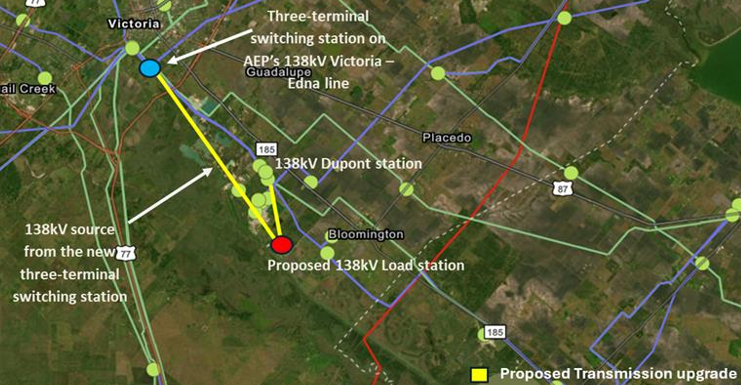 77
Victoria
Three-terminal
switching station on
AEP's 138kV Victoria –
Edna line
Guadalupe
ail Creek
Placedo
185
138kV Dupont station
87
138kV source
from the new
three-terminal
switching station
77
Bloomington
Proposed 138kV Load station
185
Proposed Transmission upgrade